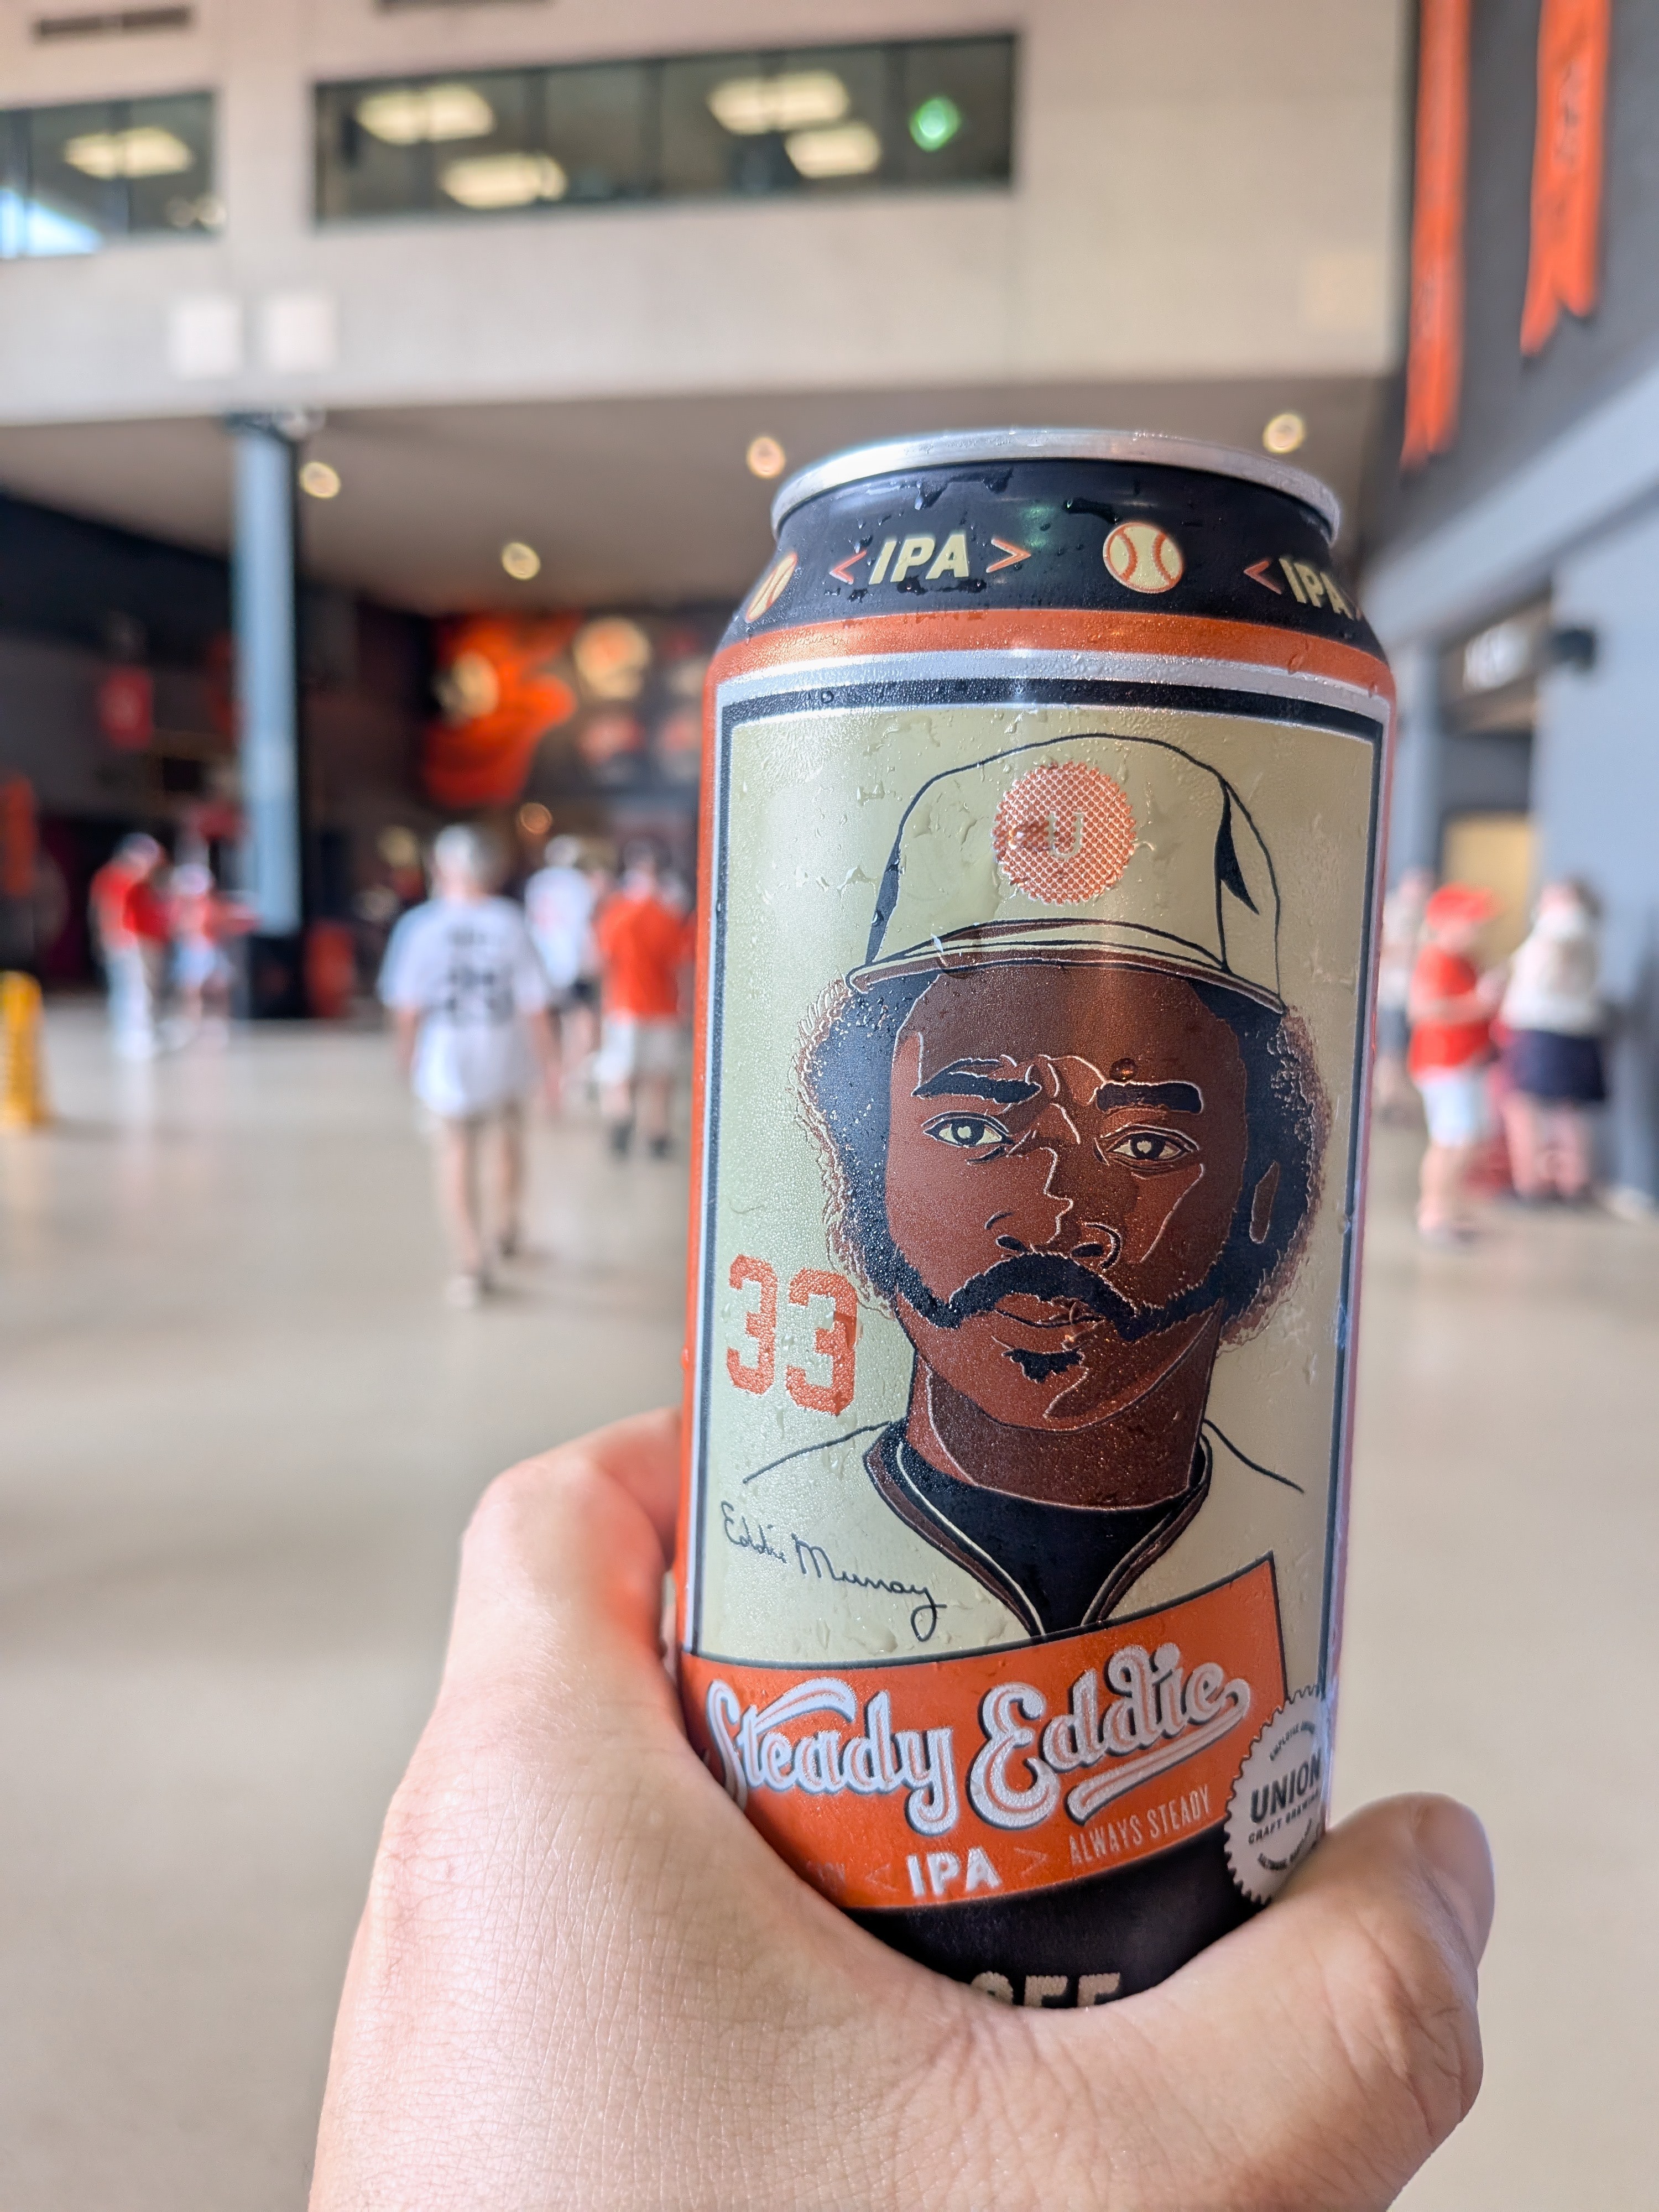 < IPA >
< IPA
U
33
Eddie Murray
Steady Eddie
< IPA >
ALWAYS STEADY
UNION
CRAFT BREWING